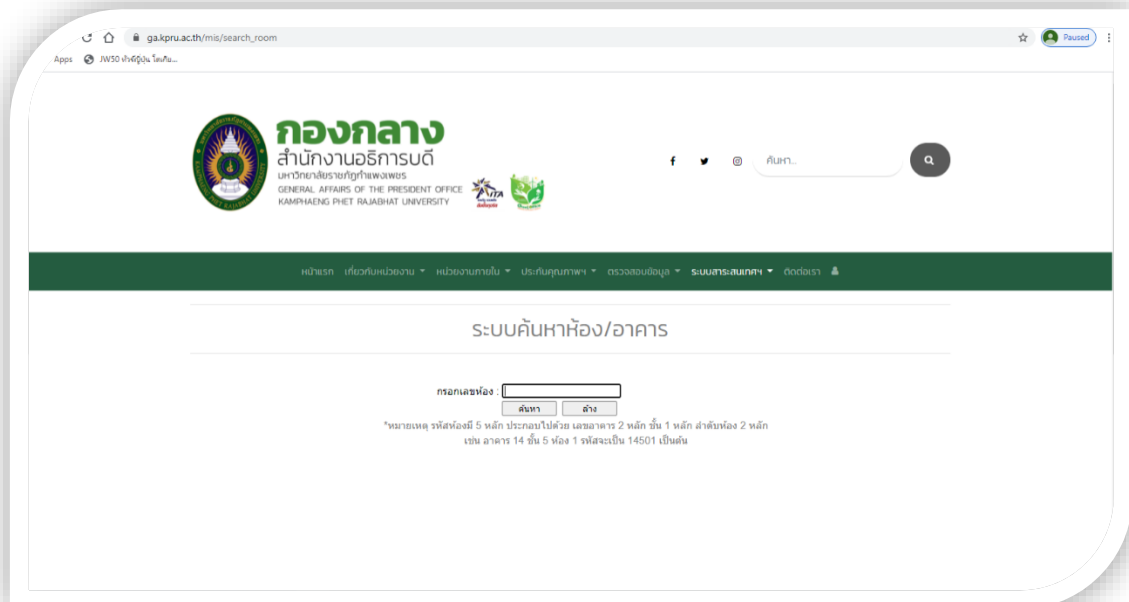 ga.kpru.ac.th/mis/search_room
Paused
Apps JW50
กองกลาง
สำนักงานอธิการบดี
มหาวิทยาลัยราชภัฏกำแพงเพชร
GENERAL AFFAIRS OF THE PRESIDENT OFFICE
KAMPHAENG PHET RAJABHAT UNIVERSITY
ITA
ค้นหา...
หน้าแรก เกี่ยวกับหน่วยงาน หน่วยงานภายใน ประกันคุณภาพฯ ตรวจสอบข้อมูล ระบบสาระสนเทศฯ ติดต่อเรา
ระบบค้นหาห้อง/อาคาร
กรอกเลขห้อง :
ค้นหา ล้าง
*หมายเหตุ รหัสห้องมี 5 หลัก ประกอบไปด้วย เลขอาคาร 2 หลัก ชั้น 1 หลัก ลำดับห้อง 2 หลัก
เช่น อาคาร 14 ชั้น 5 ห้อง 1 รหัสจะเป็น 14501 เป็นต้น